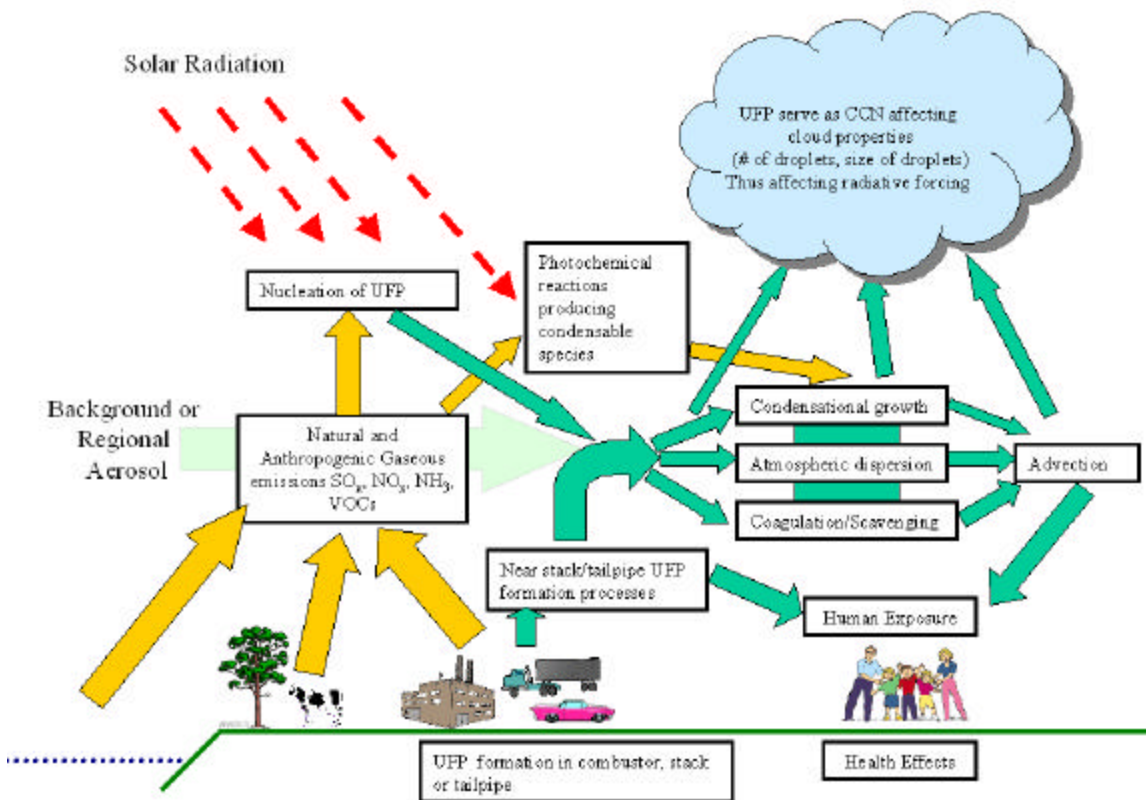 Solar Radiation
UFP serve as CCN affecting
cloud properties
(# of droplets, size of droplets)
Thus affecting radiative forcing
Nucleation of UFP
Photochemical
reactions
producing
condensable
species
Background or
Regional
Aerosol
Natural and
Anthropogenic Gaseous
emissions SOx, NOx, NH3,
VOCs
Condensational growth
Atmospheric dispersion
Advection
Coagulation/Scavenging
Near stack/tailpipe UFP
formation processes
Human Exposure
UFP formation in combustor, stack
or tailpipe
Health Effects